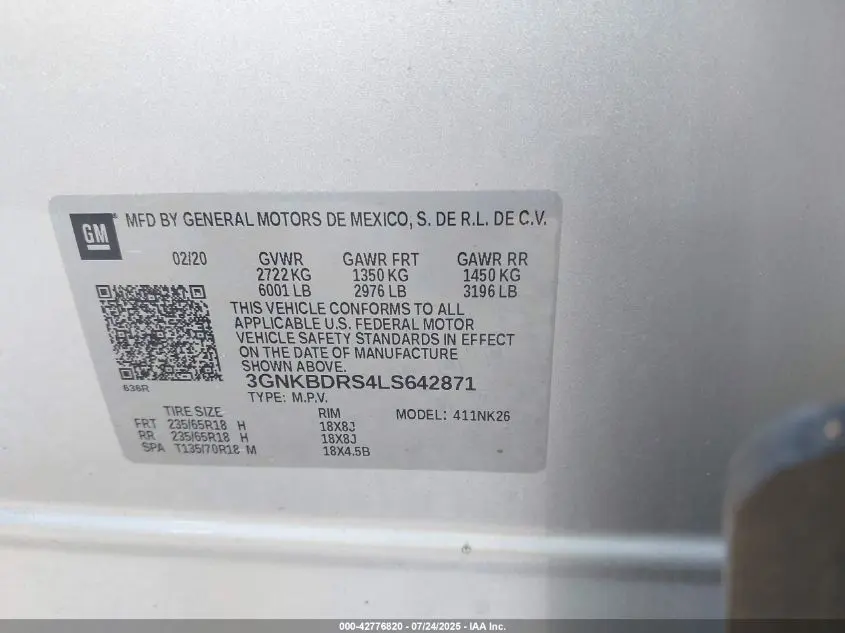 GM
MFD BY GENERAL MOTORS DE MEXICO, S. DE R.L. DE C.V.
02/20 GVWR GAWR FRT GAWR RR
2722 KG 1350 KG 1450 KG
6001 LB 2976 LB 3196 LB
THIS VEHICLE CONFORMS TO ALL
APPLICABLE U.S. FEDERAL MOTOR
VEHICLE SAFETY STANDARDS IN EFFECT
ON THE DATE OF MANUFACTURE
SHOWN ABOVE.
636R
3GNKBDRS4LS642871
TYPE: M.P.V.
TIRE SIZE RIM MODEL: 411NK26
FRT 235/65R18 H 18X8J
RR 235/65R18 H 18X8J
SPA T135/70R18 M 18X4.5B
000-42776820 - 07/24/2025 - IAA Inc.